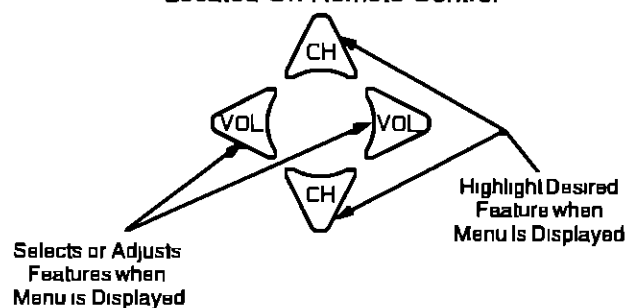 Located On Remote Control
CH
VOL VOL
CH
Highlight Desired
Feature when
Menu Is Displayed
Selects or Adjusts
Features when
Menu is Displayed